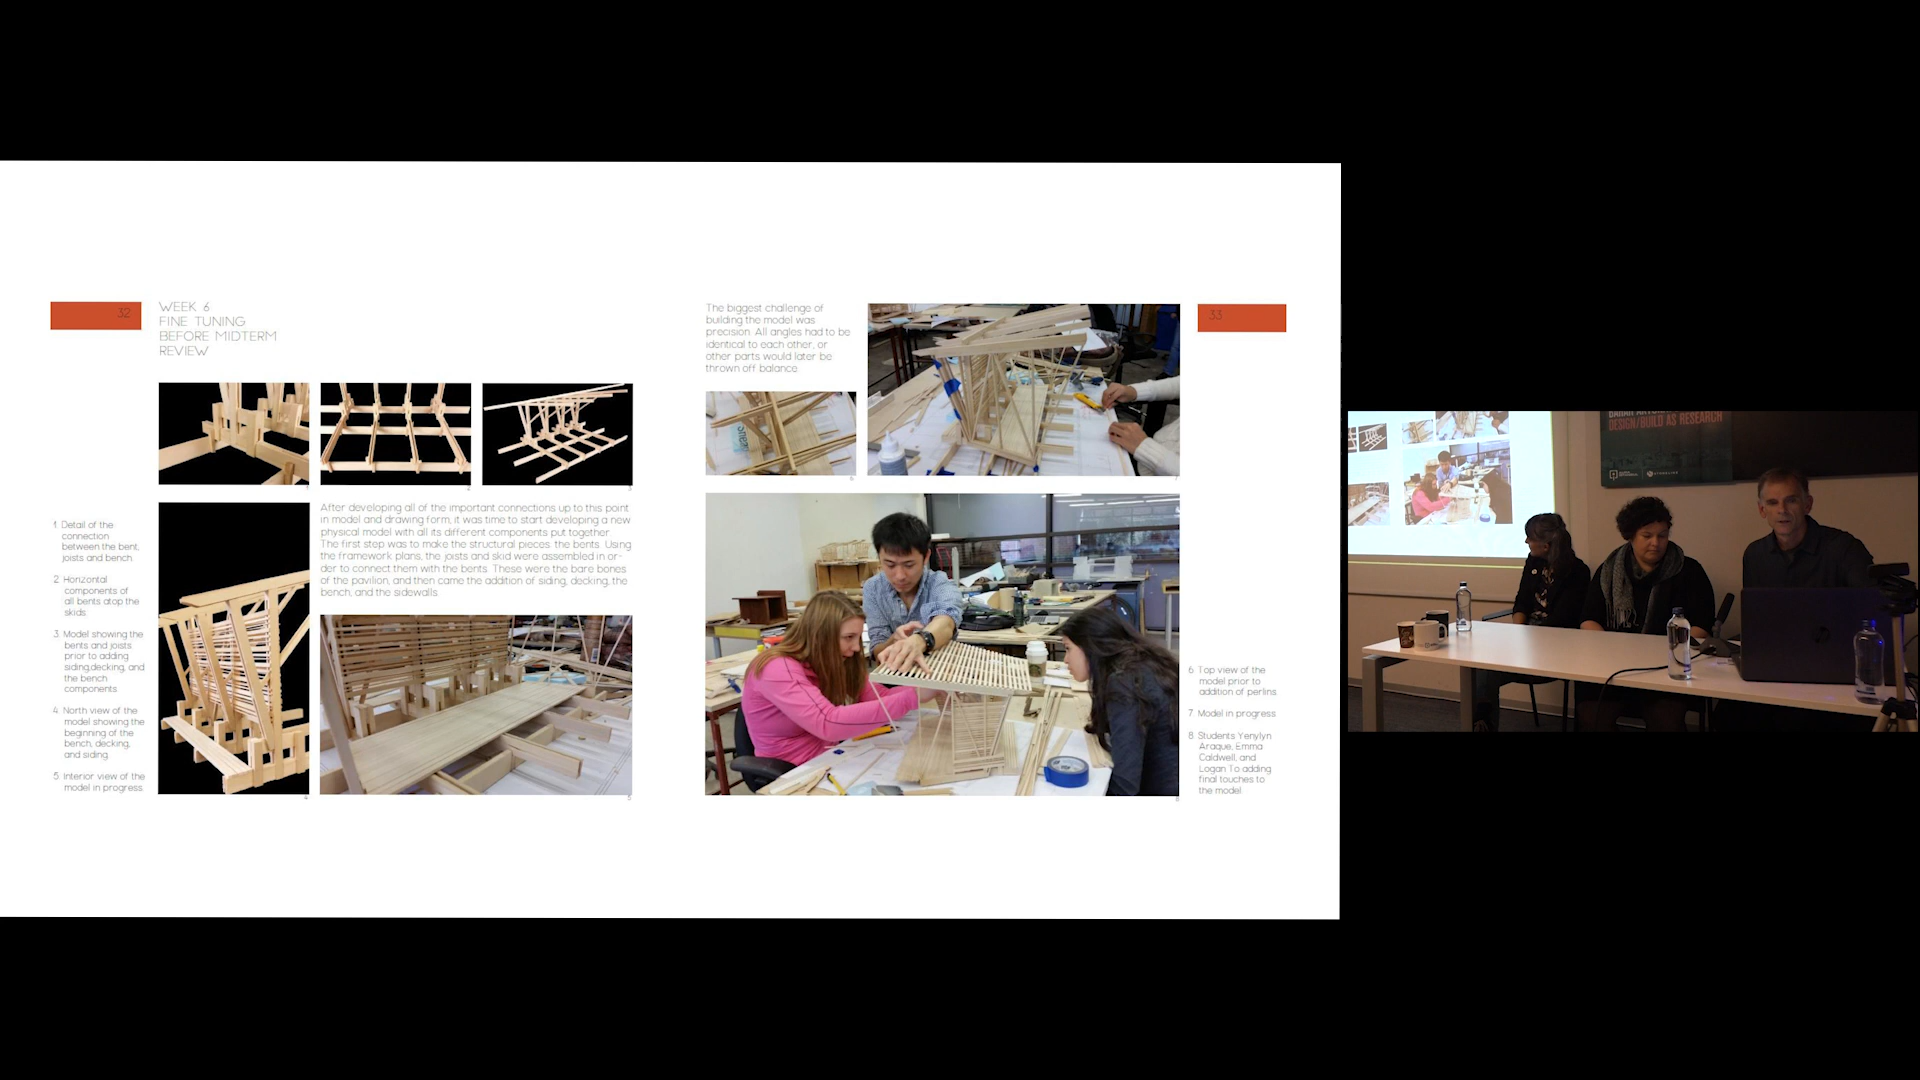 32
WEEK 6
FINE TUNING
BEFORE MIDTERM
REVIEW
1
2
3
1. Detail of the
connection
between the bent,
joists and bench.
2. Horizontal
components of
all bents atop the
skids.
3. Model showing the
bents and joists
prior to adding
siding,decking, and
the bench
components.
4. North view of the
model showing the
beginning of the
bench, decking,
and siding.
5. Interior view of the
model in progress.
After developing all of the important connections up to this point
in model and drawing form, it was time to start developing a new
physical model with all its different components put together.
The first step was to make the structural pieces: the bents. Using
the framework plans, the joists and skid were assembled in or-
der to connect them with the bents. These were the bare bones
of the pavilion, and then came the addition of siding, decking, the
bench, and the sidewalls.
4
5
The biggest challenge of
building the model was
precision. All angles had to be
identical to each other, or
other parts would later be
thrown off balance.
6
7
33
8
6. Top view of the
model prior to
addition of perlins
7. Model in progress
8. Students Yenylyn
Araque, Emma
Caldwell, and
Logan To adding
final touches to
the model
DESIGN/BUILD AS RESEARCH